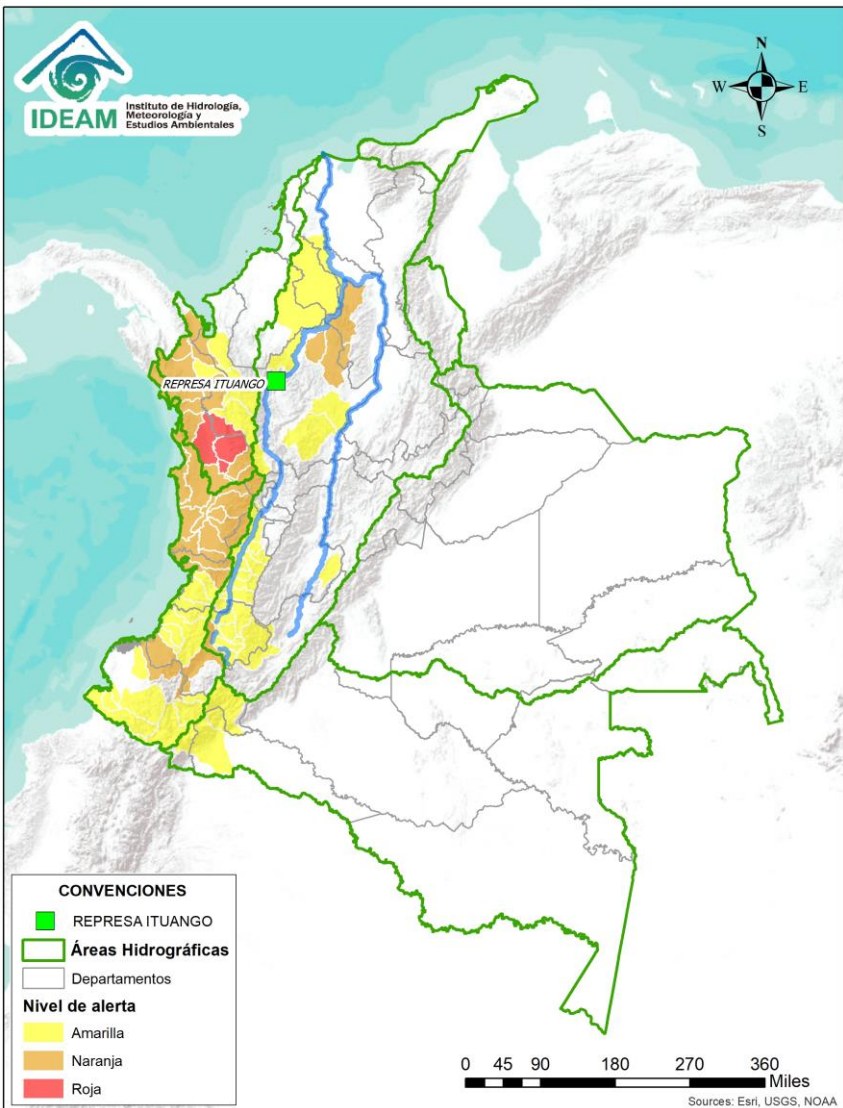 IDEAM
Instituto de Hidrología,
Meteorología y
Estudios Ambientales
N
W
E
S
REPRESA ITUANGO
CONVENCIONES
REPRESA ITUANGO
Áreas Hidrográficas
Departamentos
Nivel de alerta
Amarilla
Naranja
Roja
0 45 90 180 270 360
Miles
Sources: Esri, USGS, NOAA